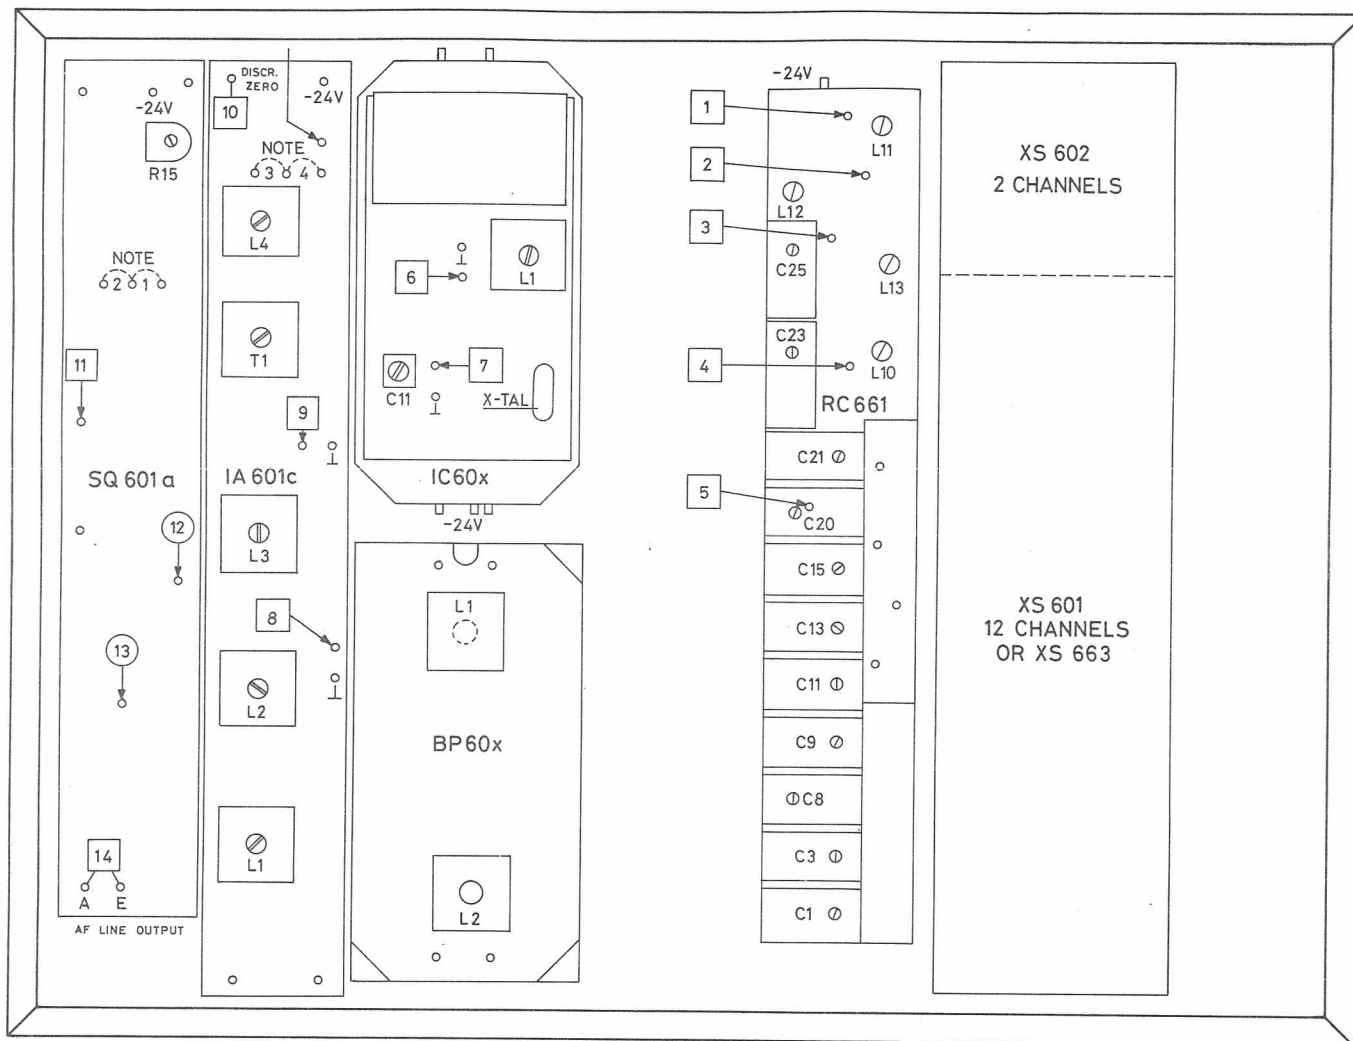 -24V
R15
NOTE
2 1
11
SQ 601a
12
13
14
A E
AF LINE OUTPUT
DISCR.
ZERO
-24V
10
NOTE
3 4
L4
T1
9
IA 601c
L3
8
L2
L1
6
L1
7
C11
X-TAL
IC60x
-24V
L1
BP60x
L2
-24V
1
L11
2
L12
3
C25
L13
C23
4
L10
RC661
C21
5
C20
C15
C13
C11
C9
C8
C3
C1
XS 602
2 CHANNELS
XS 601
12 CHANNELS
OR XS 663